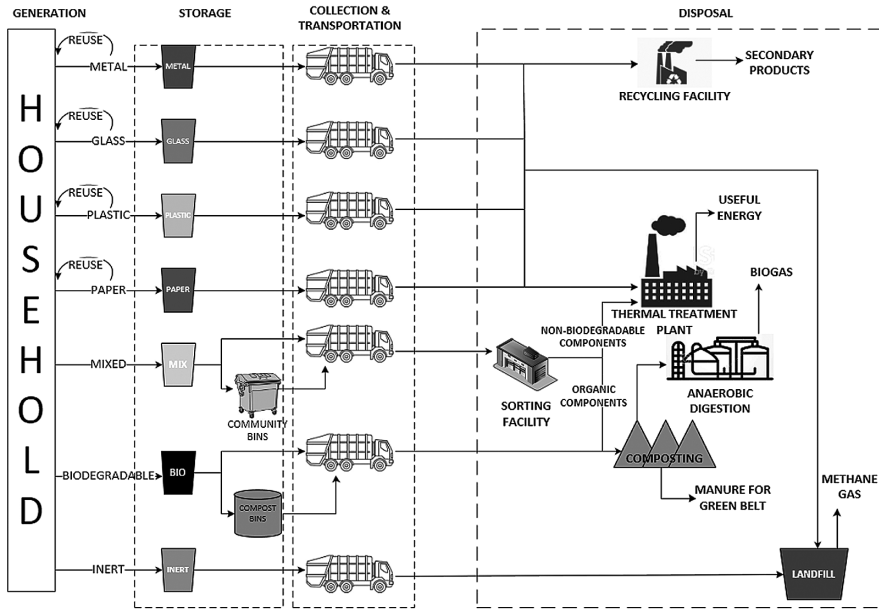 GENERATION
STORAGE
COLLECTION &
TRANSPORTATION
DISPOSAL
HOUSEHOLD
REUSE
METAL
METAL
RECYCLING FACILITY
SECONDARY
PRODUCTS
REUSE
GLASS
GLASS
REUSE
PLASTIC
PLASTIC
USEFUL
ENERGY
REUSE
PAPER
PAPER
THERMAL TREATMENT
PLANT
BIOGAS
NON-BIODEGRADABLE
COMPONENTS
MIXED
MIX
COMMUNITY
BINS
SORTING
FACILITY
ORGANIC
COMPONENTS
ANAEROBIC
DIGESTION
BIODEGRADABLE
BIO
COMPOST
BINS
COMPOSTING
MANURE FOR
GREEN BELT
METHANE
GAS
INERT
INERT
LANDFILL